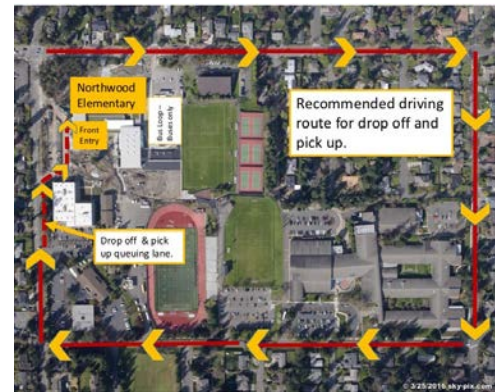 Northwood
Elementary
Front
Entry
Bus Loop –
Buses only
Recommended driving
route for drop off and
pick up.
Drop off & pick
up queuing lane.
© 3/25/2016 sky-pix.com